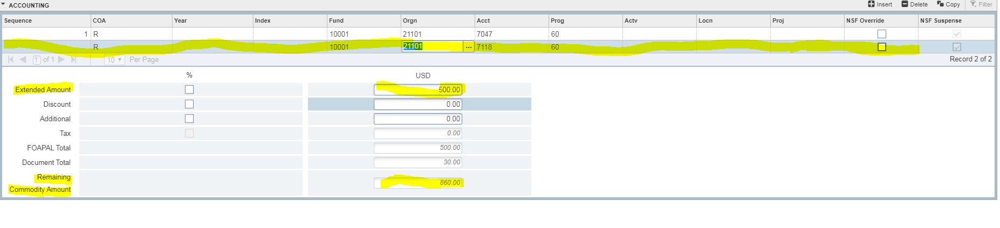 ACCOUNTING Insert Delete Copy Filter
Sequence COA Year Index Fund Orgn Acct Prog Actv Locn Proj NSF Override NSF Suspense
1 R 10001 21101 7047 60
R 10001 21101 ... 7118 60
1 of 1 10 Per Page Record 2 of 2
% USD
Extended Amount 500.00
Discount 0.00
Additional 0.00
Tax 0.00
FOAPAL Total 500.00
Document Total 30.00
Remaining
Commodity Amount 860.00